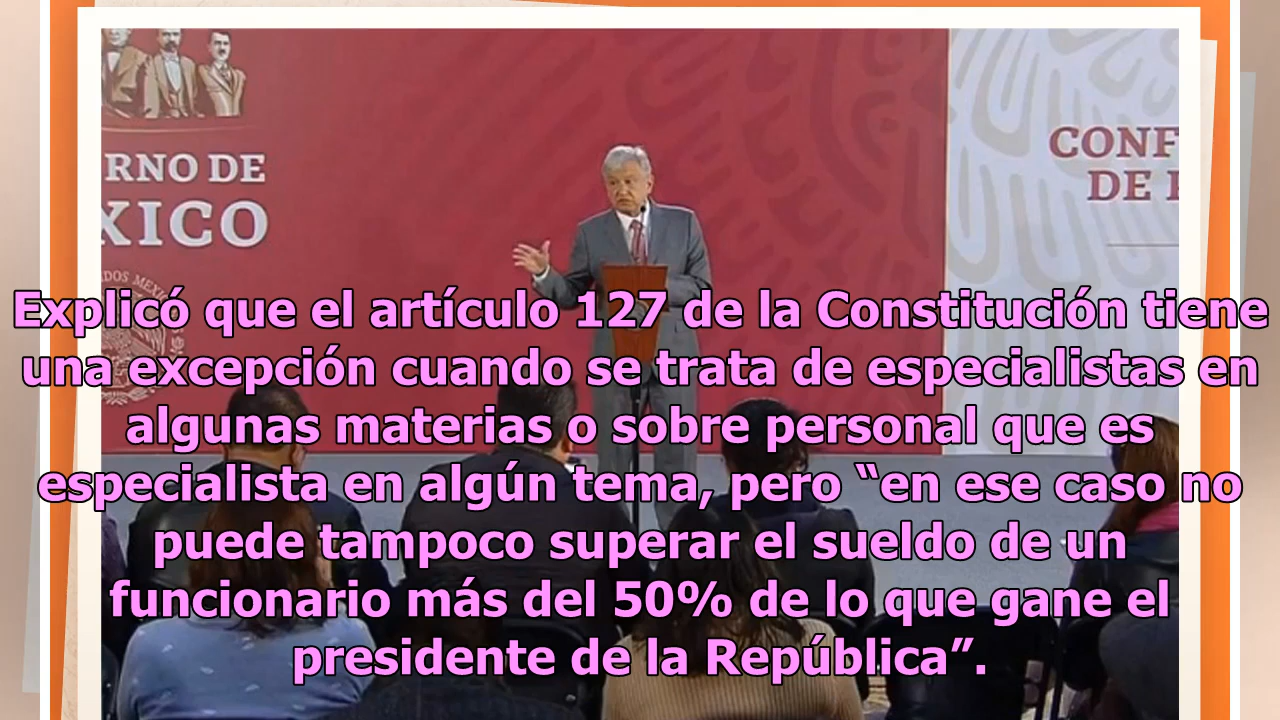 RNO DE
XICO
CONF
DE
DOS MEXI
Explicó que el artículo 127 de la Constitución tiene
una excepción cuando se trata de especialistas en
algunas materias o sobre personal que es
especialista en algún tema, pero “en ese caso no
puede tampoco superar el sueldo de un
funcionario más del 50% de lo que gane el
presidente de la República”.